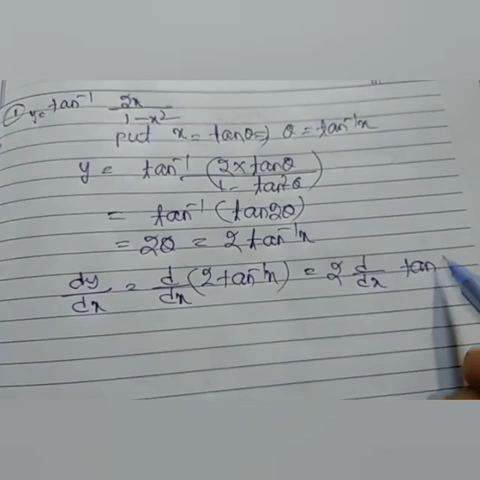 ① y= tan⁻¹ 2x/1-x²
put x = tanθ ⇒ θ = tan⁻¹x
y = tan⁻¹ (2×tanθ/1- tan²θ)
= tan⁻¹ (tan2θ)
= 2θ = 2 tan⁻¹x
dy/dx = d/dx (2 tan⁻¹x) = 2 d/dx tan